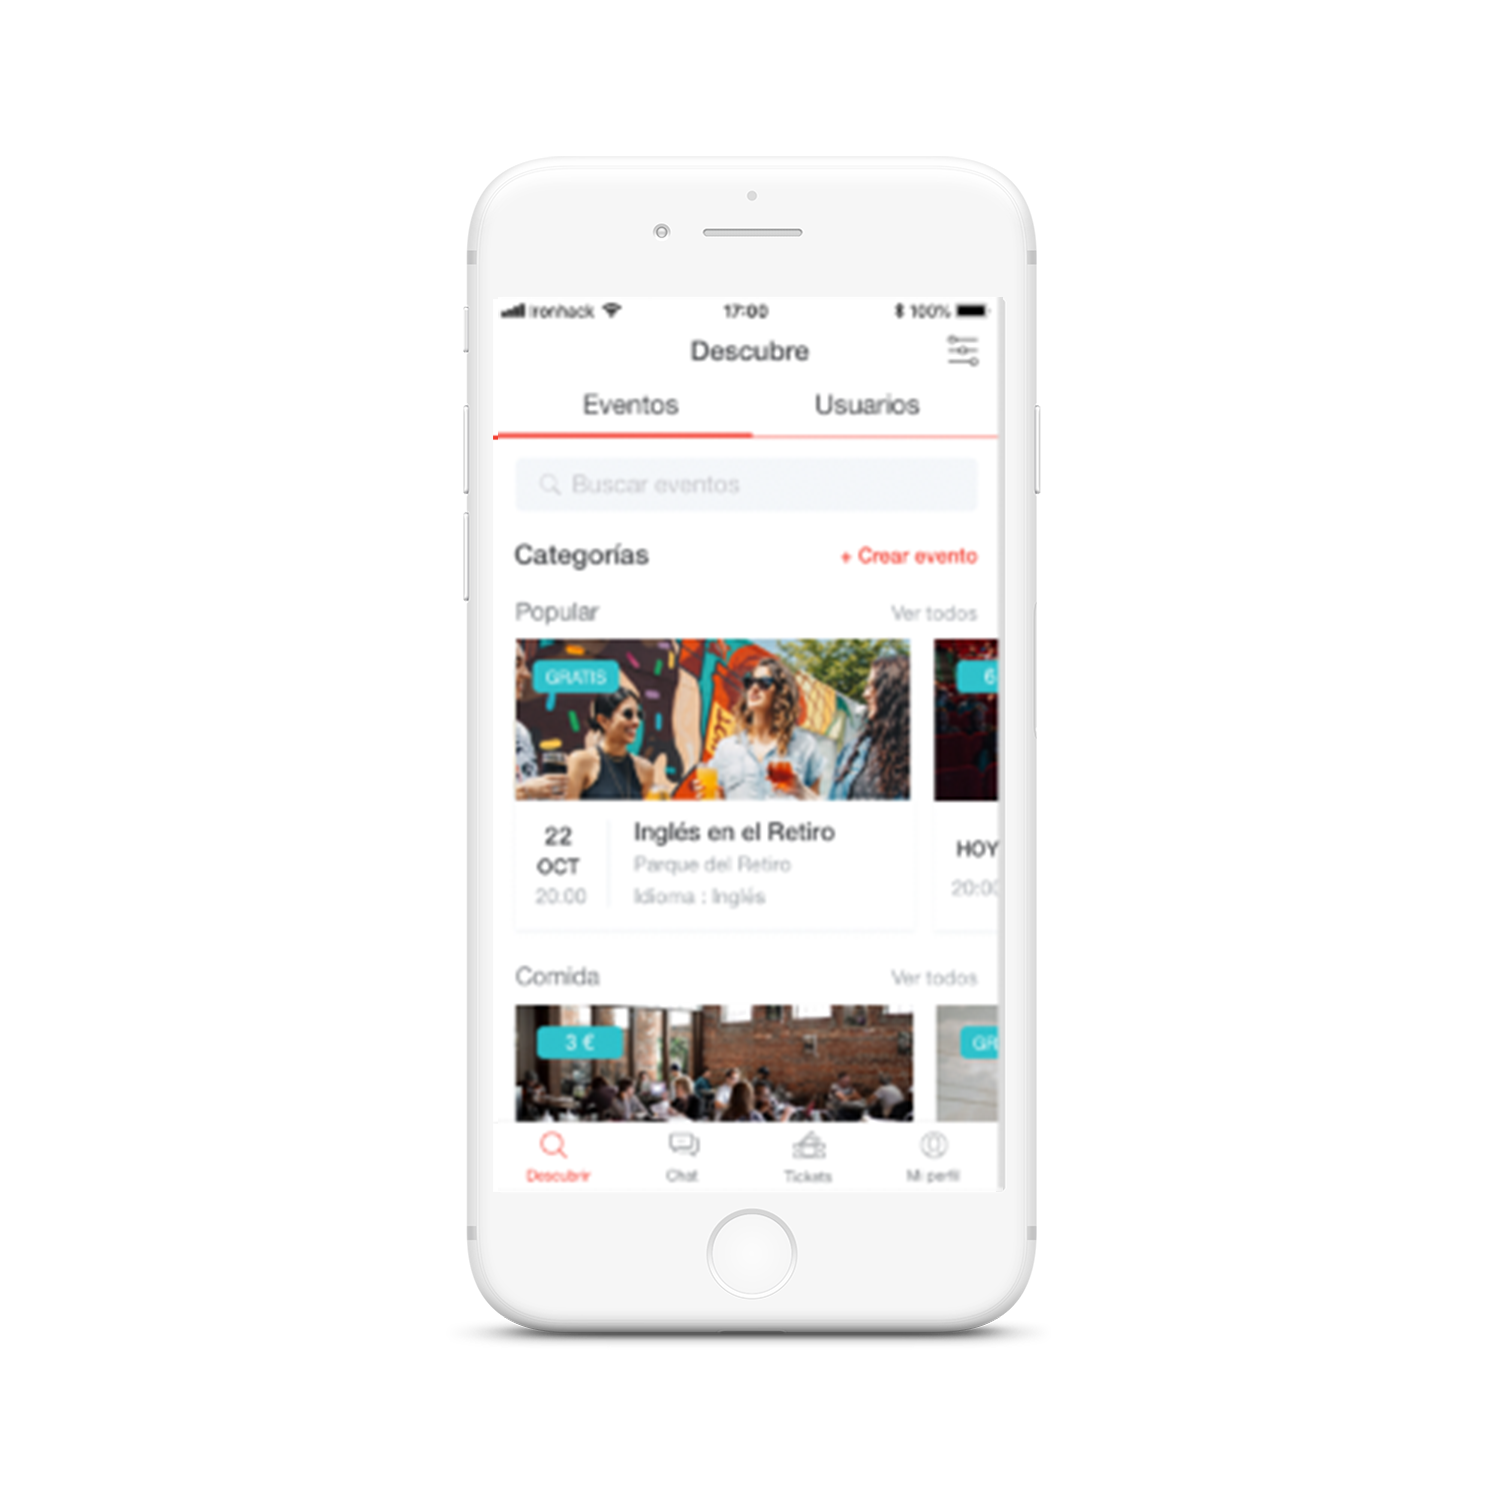 Ironhack 17:00 100%
Descubre
Eventos Usuarios
Buscar eventos
Categorías + Crear evento
Popular Ver todos
GRATIS 6
22
OCT
20:00
Inglés en el Retiro
Parque del Retiro
Idioma : Inglés
HOY
20:00
Comida Ver todos
3 € GR
Descubrir Chat Tickets Mi perfil